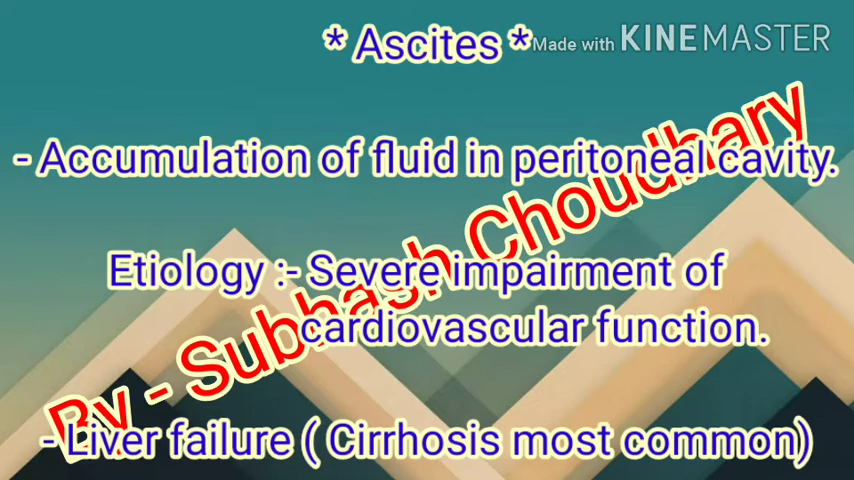 * Ascites *
Made with KINEMASTER
- Accumulation of fluid in peritoneal cavity.
Etiology :- Severe impairment of
cardiovascular function.
- Liver failure ( Cirrhosis most common)
By - Subhash Choudhary